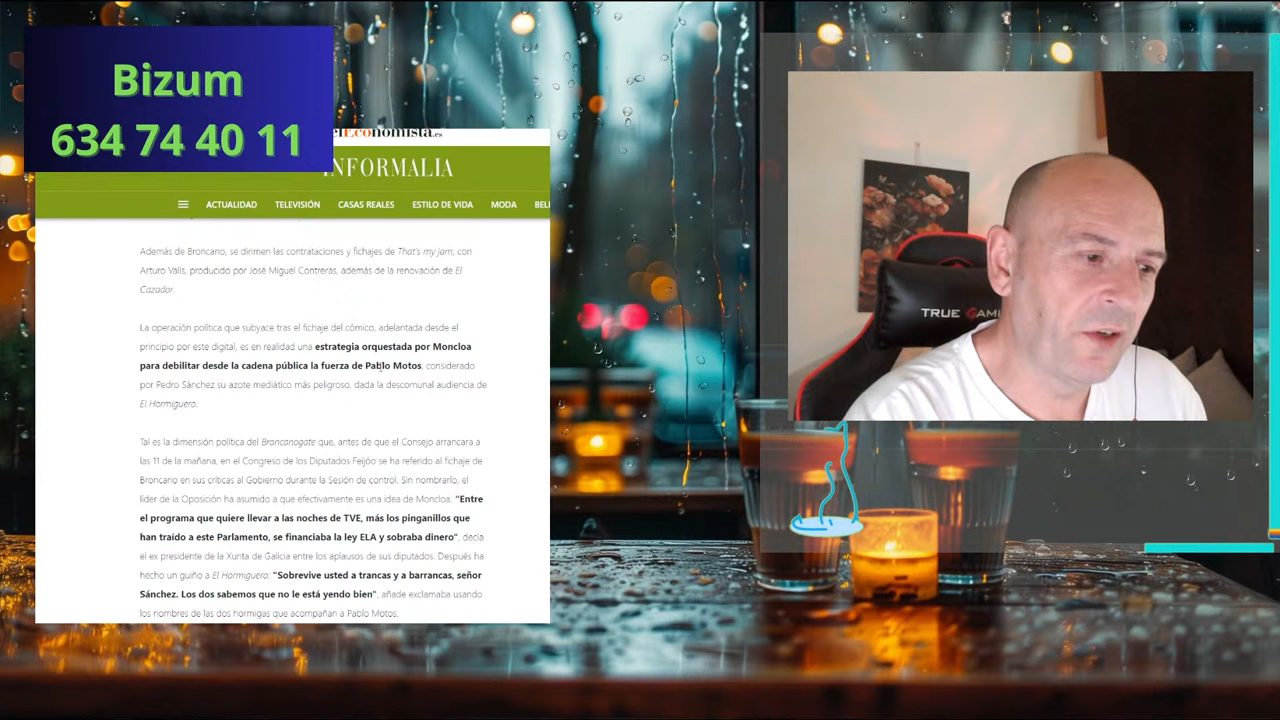 Bizum
634 74 40 11
elEconomista.es
INFORMALIA
ACTUALIDAD TELEVISIÓN CASAS REALES ESTILO DE VIDA MODA
Además de Broncano, se dirimen las contrataciones y fichajes de That's my jam, con
Arturo Valls, producido por José Miguel Contreras, además de la renovación de El
Cazador.
La operación política que subyace tras el fichaje del cómico, adelantada desde el
principio por este digital, es en realidad una estrategia orquestada por Moncloa
para debilitar desde la cadena pública la fuerza de Pablo Motos, considerado
por Pedro Sánchez su azote mediático más peligroso, dada la descomunal audiencia de
El Hormiguero.
Tal es la dimensión política del Broncanogate que, antes de que el Consejo arrancara a
las 11 de la mañana, en el Congreso de los Diputados Feijóo se ha referido al fichaje de
Broncano en sus críticas al Gobierno durante la Sesión de control. Sin nombrarlo, el
líder de la Oposición ha asumido a que efectivamente es una idea de Moncloa: "Entre
el programa que quiere llevar a las noches de TVE, más los pinganillos que
han traído a este Parlamento, se financiaba la ley ELA y sobraba dinero", decía
el ex presidente de la Xunta de Galicia entre los aplausos de sus diputados. Después ha
hecho un guiño a El Hormiguero: "Sobrevive usted a trancas y a barrancas, señor
Sánchez. Los dos sabemos que no le está yendo bien", añade exclamaba usando
los nombres de las dos hormigas que acompañan a Pablo Motos.
TRUE GAMI